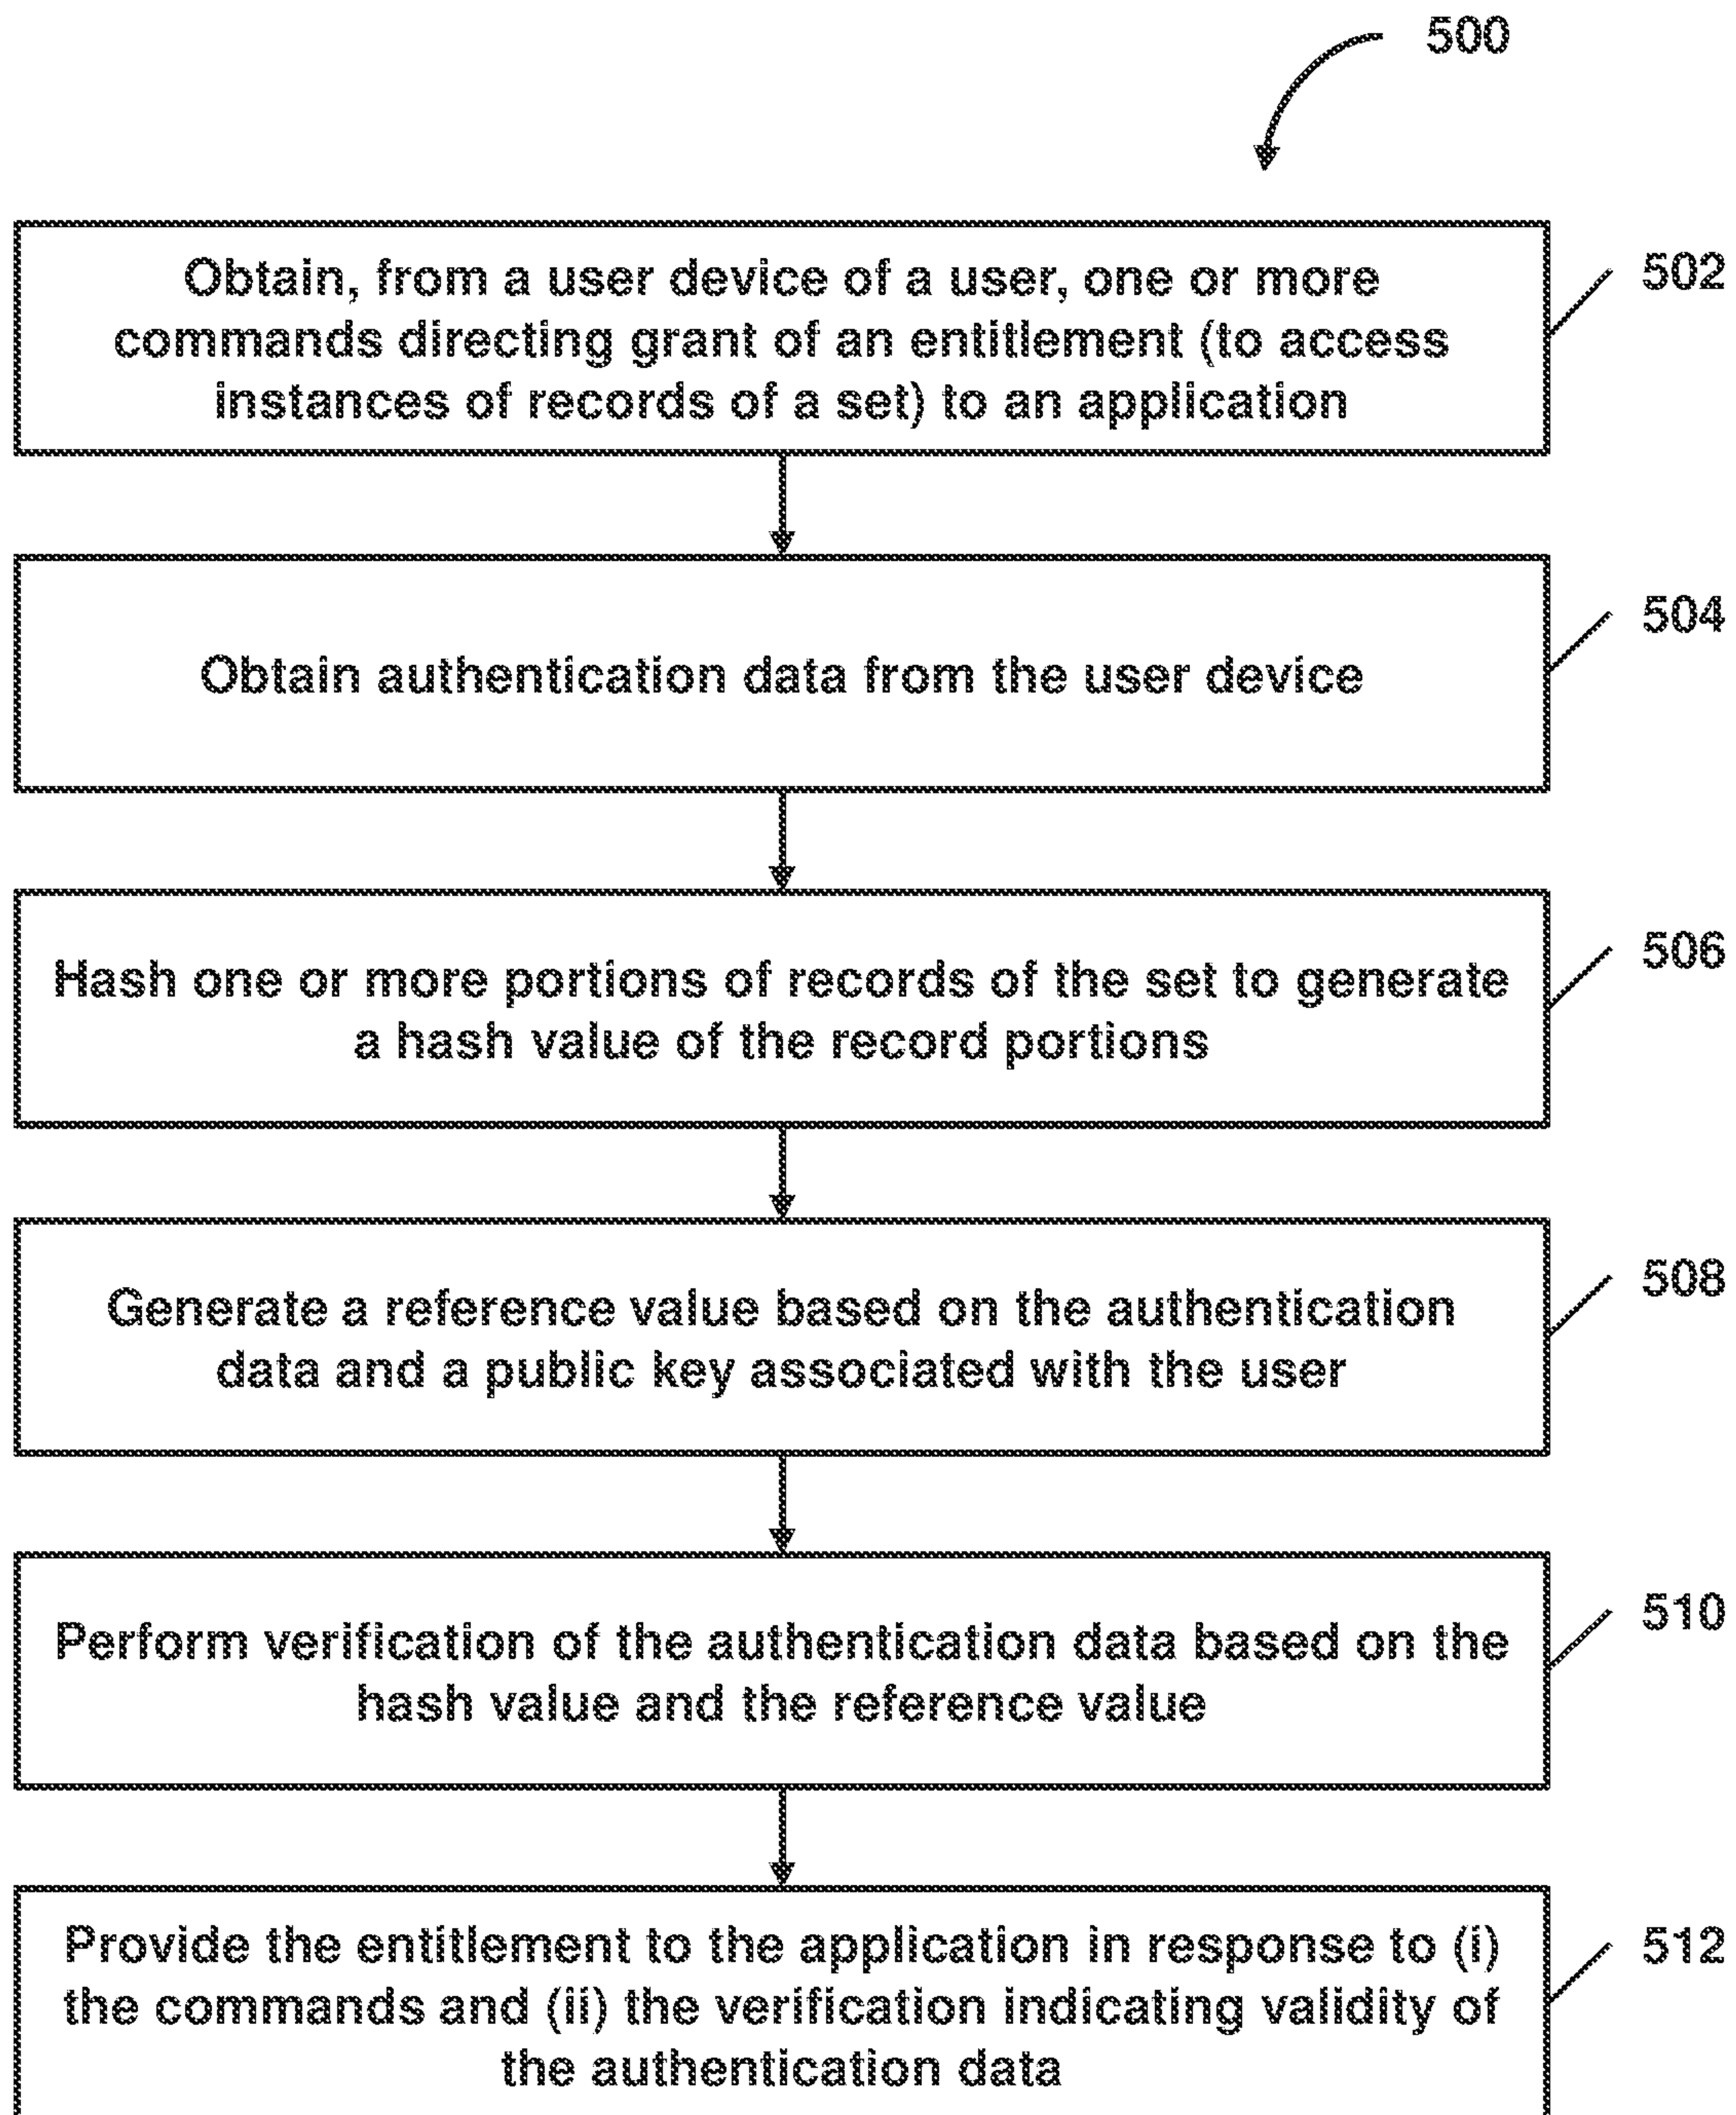 500
Obtain, from a user device of a user, one or more
commands directing grant of an entitlement (to access
instances of records of a set) to an application
502
Obtain authentication data from the user device
504
Hash one or more portions of records of the set to generate
a hash value of the record portions
506
Generate a reference value based on the authentication
data and a public key associated with the user
508
Perform verification of the authentication data based on the
hash value and the reference value
510
Provide the entitlement to the application in response to (i)
the commands and (ii) the verification indicating validity of
the authentication data
512